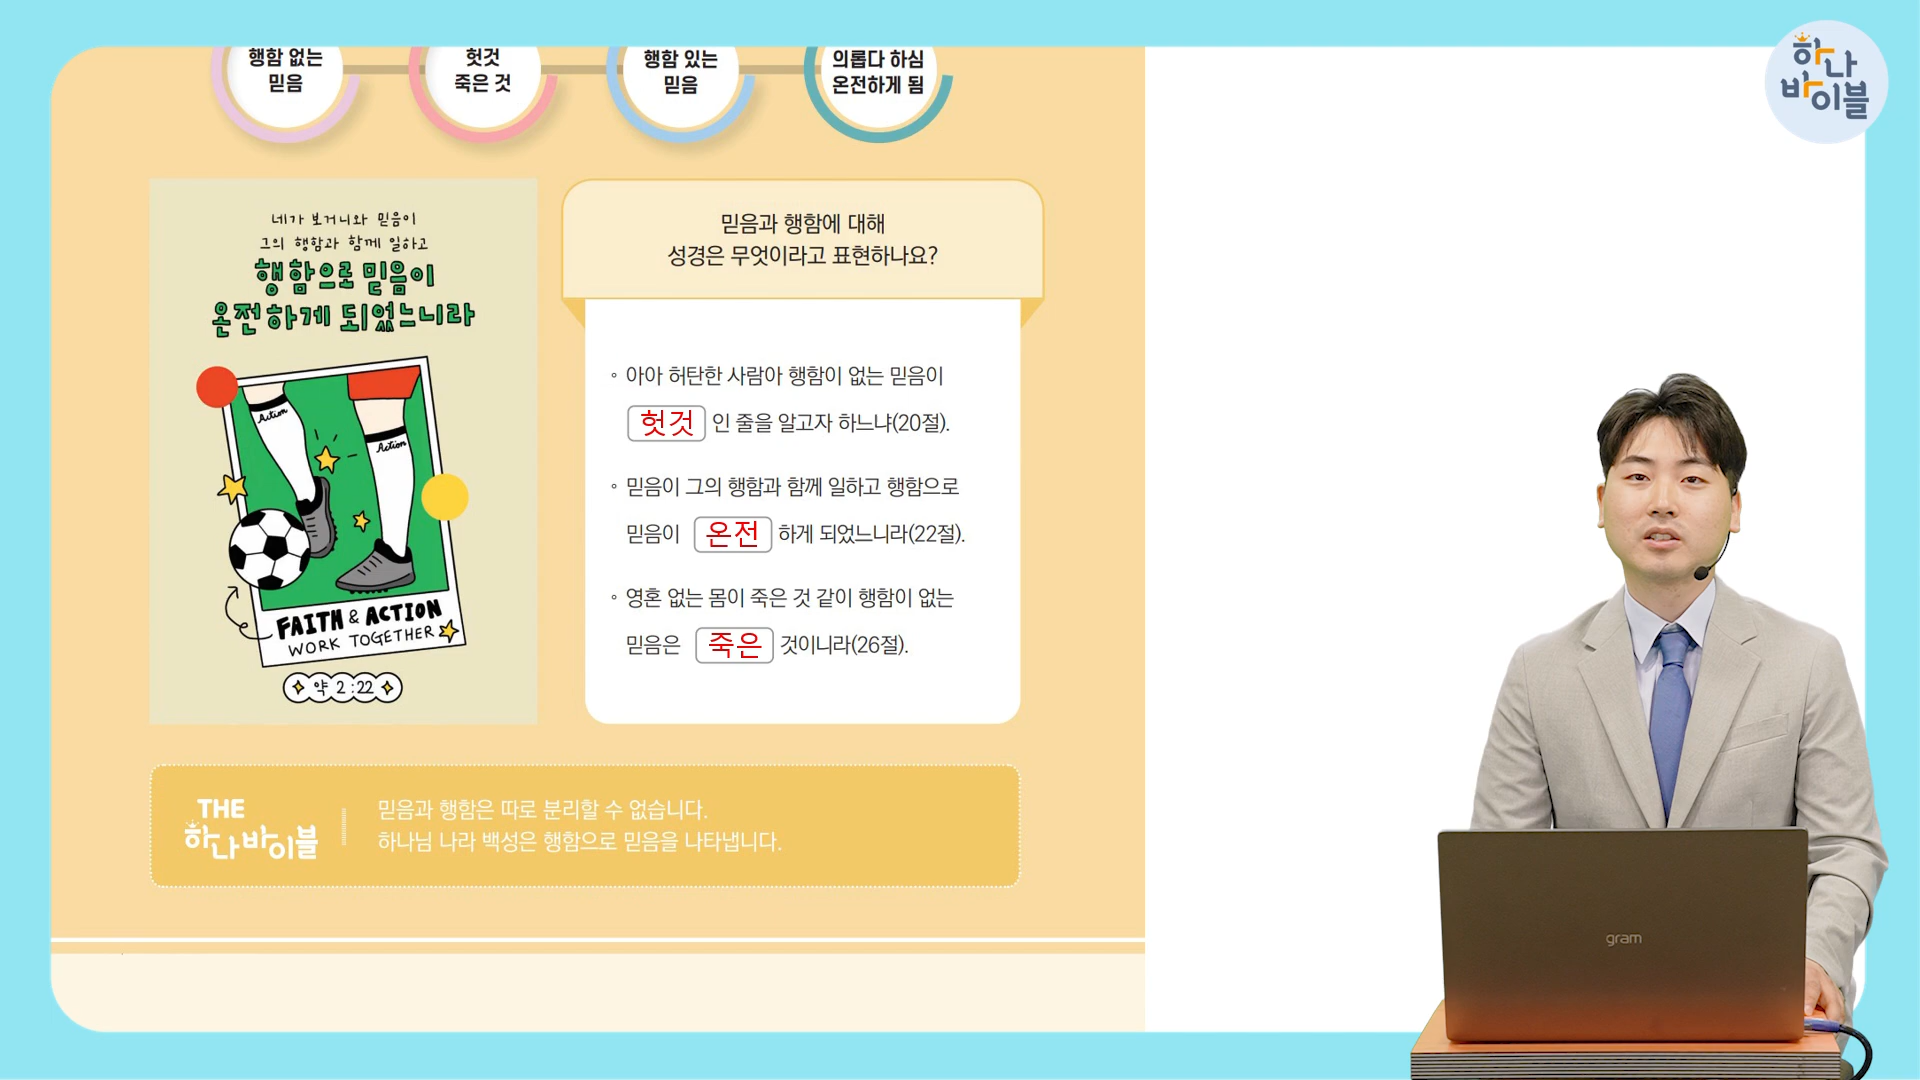 행함 없는
믿음
헛것
죽은 것
행함 있는
믿음
의롭다 하심
온전하게 됨
하나
바이블
네가 보거니와 믿음이
그의 행함과 함께 일하고
행함으로 믿음이
온전하게 되었느니라
Action
Action
FAITH & ACTION
WORK TOGETHER
약 2:22
믿음과 행함에 대해
성경은 무엇이라고 표현하나요?
◦ 아아 허탄한 사람아 행함이 없는 믿음이
헛것 인 줄을 알고자 하느냐(20절).
◦ 믿음이 그의 행함과 함께 일하고 행함으로
믿음이 온전 하게 되었느니라(22절).
◦ 영혼 없는 몸이 죽은 것 같이 행함이 없는
믿음은 죽은 것이니라(26절).
THE
하나바이블
믿음과 행함은 따로 분리할 수 없습니다.
하나님 나라 백성은 행함으로 믿음을 나타냅니다.
gram